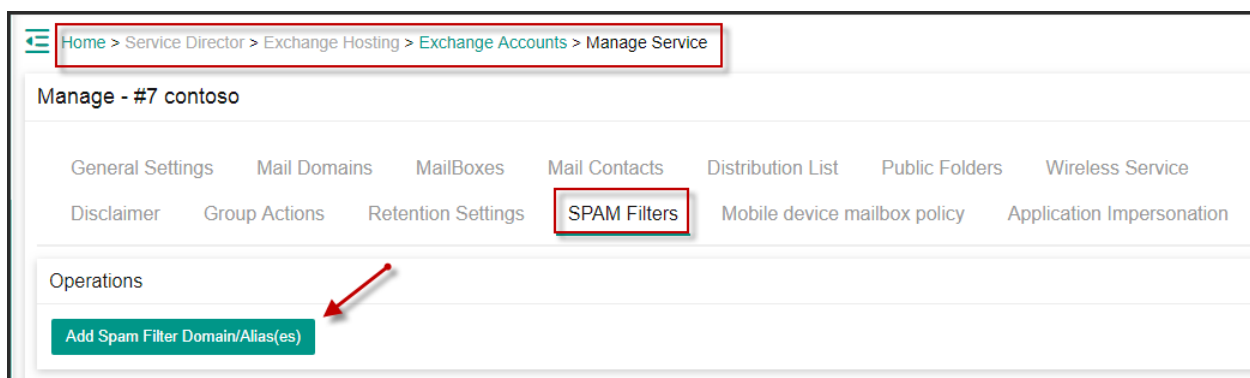 Home > Service Director > Exchange Hosting > Exchange Accounts > Manage Service
Manage - #7 contoso
General Settings Mail Domains MailBoxes Mail Contacts Distribution List Public Folders Wireless Service
Disclaimer Group Actions Retention Settings SPAM Filters Mobile device mailbox policy Application Impersonation
Operations
Add Spam Filter Domain/Alias(es)